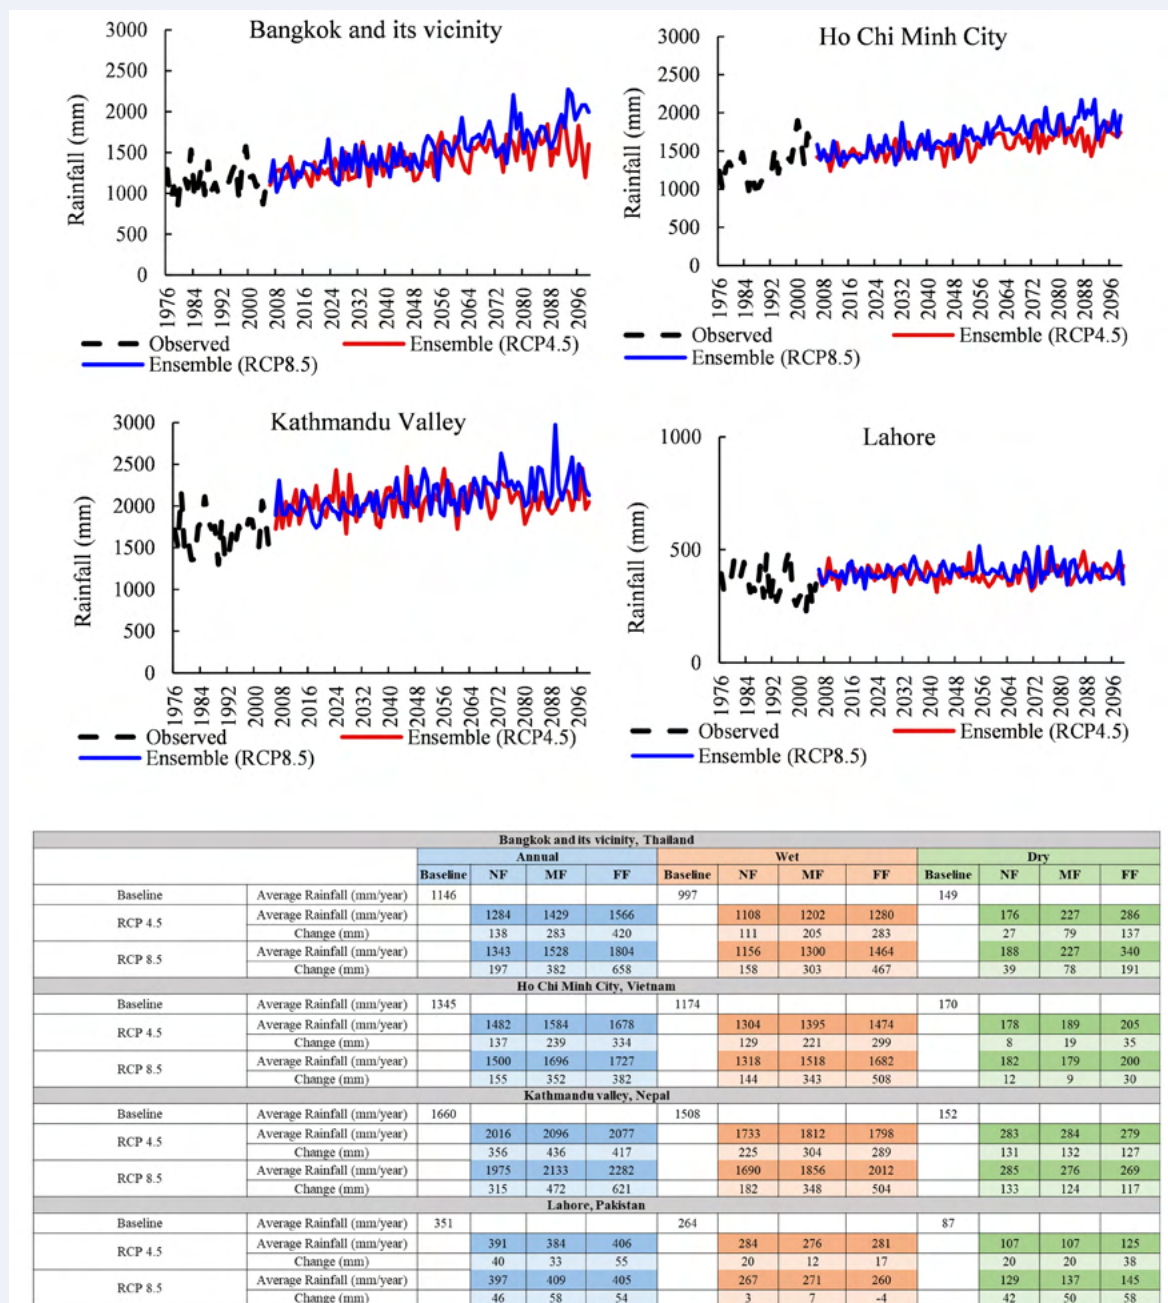 Bangkok and its vicinity
Rainfall (mm)
3000
2500
2000
1500
1000
500
0
1976 1984 1992 2000 2008 2016 2024 2032 2040 2048 2056 2064 2072 2080 2088 2096
Observed Ensemble (RCP4.5)
Ensemble (RCP8.5)
Ho Chi Minh City
Rainfall (mm)
3000
2500
2000
1500
1000
500
0
1976 1984 1992 2000 2008 2016 2024 2032 2040 2048 2056 2064 2072 2080 2088 2096
Observed Ensemble (RCP4.5)
Ensemble (RCP8.5)
Kathmandu Valley
Rainfall (mm)
3000
2500
2000
1500
1000
500
0
1976 1984 1992 2000 2008 2016 2024 2032 2040 2048 2056 2064 2072 2080 2088 2096
Observed Ensemble (RCP4.5)
Ensemble (RCP8.5)
Lahore
Rainfall (mm)
1000
500
0
1976 1984 1992 2000 2008 2016 2024 2032 2040 2048 2056 2064 2072 2080 2088 2096
Observed Ensemble (RCP4.5)
Ensemble (RCP8.5)
Bangkok and its vicinity, Thailand
Annual Wet Dry
Baseline NF MF FF Baseline NF MF FF Baseline NF MF FF
Baseline Average Rainfall (mm/year) 1146 997 149
RCP 4.5 Average Rainfall (mm/year) 1284 1429 1566 1108 1202 1280 176 227 286
Change (mm) 138 283 420 111 205 283 27 79 137
RCP 8.5 Average Rainfall (mm/year) 1343 1528 1804 1156 1300 1464 188 227 340
Change (mm) 197 382 658 158 303 467 39 78 191
Ho Chi Minh City, Vietnam
Baseline Average Rainfall (mm/year) 1345 1174 170
RCP 4.5 Average Rainfall (mm/year) 1482 1584 1678 1304 1395 1474 178 189 205
Change (mm) 137 239 334 129 221 299 8 19 35
RCP 8.5 Average Rainfall (mm/year) 1500 1696 1727 1318 1518 1682 182 179 200
Change (mm) 155 352 382 144 343 508 12 9 30
Kathmandu valley, Nepal
Baseline Average Rainfall (mm/year) 1660 1508 152
RCP 4.5 Average Rainfall (mm/year) 2016 2096 2077 1733 1812 1798 283 284 279
Change (mm) 356 436 417 225 304 289 131 132 127
RCP 8.5 Average Rainfall (mm/year) 1975 2133 2282 1690 1856 2012 285 276 269
Change (mm) 315 472 621 182 348 504 133 124 117
Lahore, Pakistan
Baseline Average Rainfall (mm/year) 351 264 87
RCP 4.5 Average Rainfall (mm/year) 391 384 406 284 276 281 107 107 125
Change (mm) 40 33 55 20 12 17 20 20 38
RCP 8.5 Average Rainfall (mm/year) 397 409 405 267 271 260 129 137 145
Change (mm) 46 58 54 3 7 -4 42 50 58